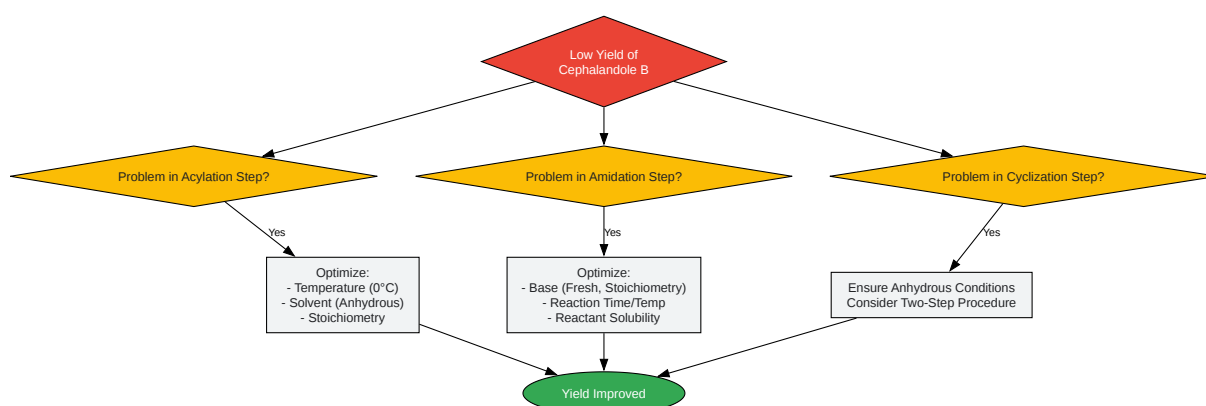 Low Yield of
Cephalandole B
Problem in Acylation Step?
Problem in Amidation Step?
Problem in Cyclization Step?
Yes
Yes
Yes
Optimize:
- Temperature (0°C)
- Solvent (Anhydrous)
- Stoichiometry
Optimize:
- Base (Fresh, Stoichiometry)
- Reaction Time/Temp
- Reactant Solubility
Ensure Anhydrous Conditions
Consider Two-Step Procedure
Yield Improved